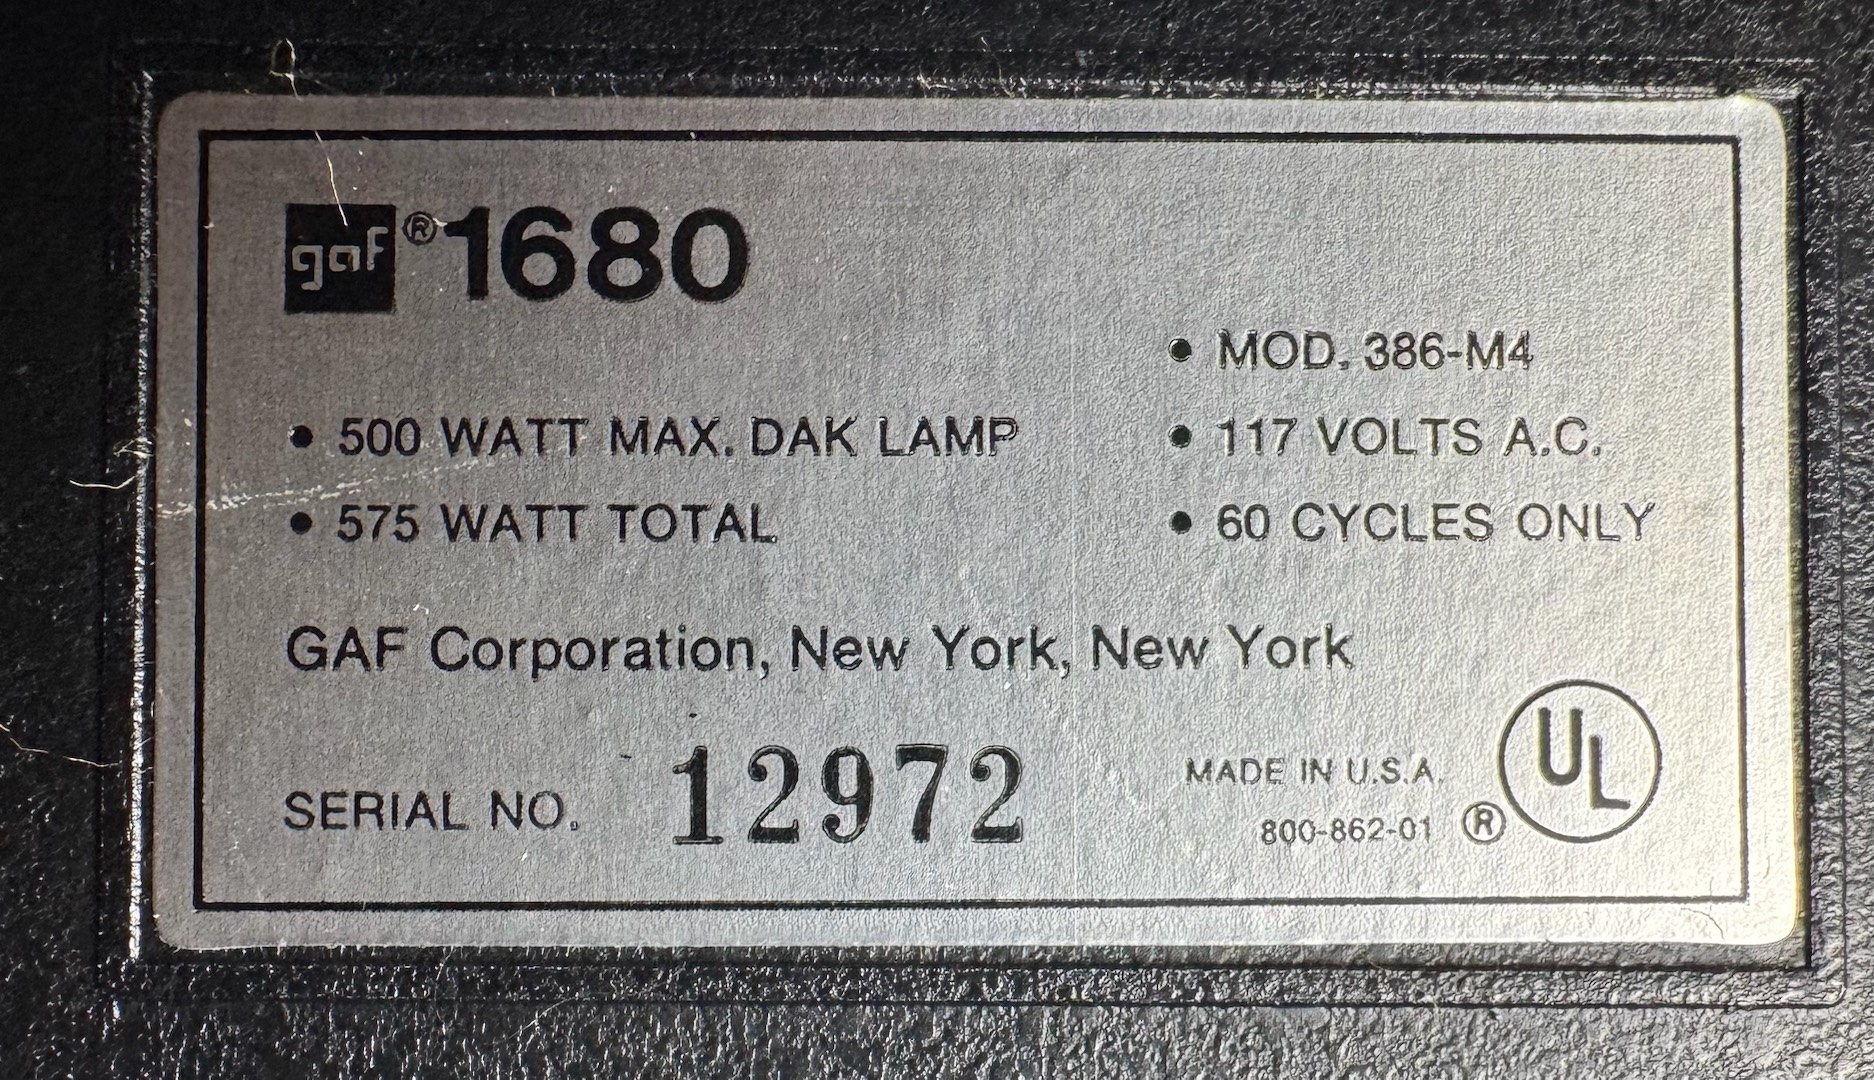 gaf ® 1680
• MOD. 386-M4
• 500 WATT MAX. DAK LAMP
• 117 VOLTS A.C.
• 575 WATT TOTAL
• 60 CYCLES ONLY
GAF Corporation, New York, New York
SERIAL NO. 12972
MADE IN U.S.A.
800-862-01
® UL